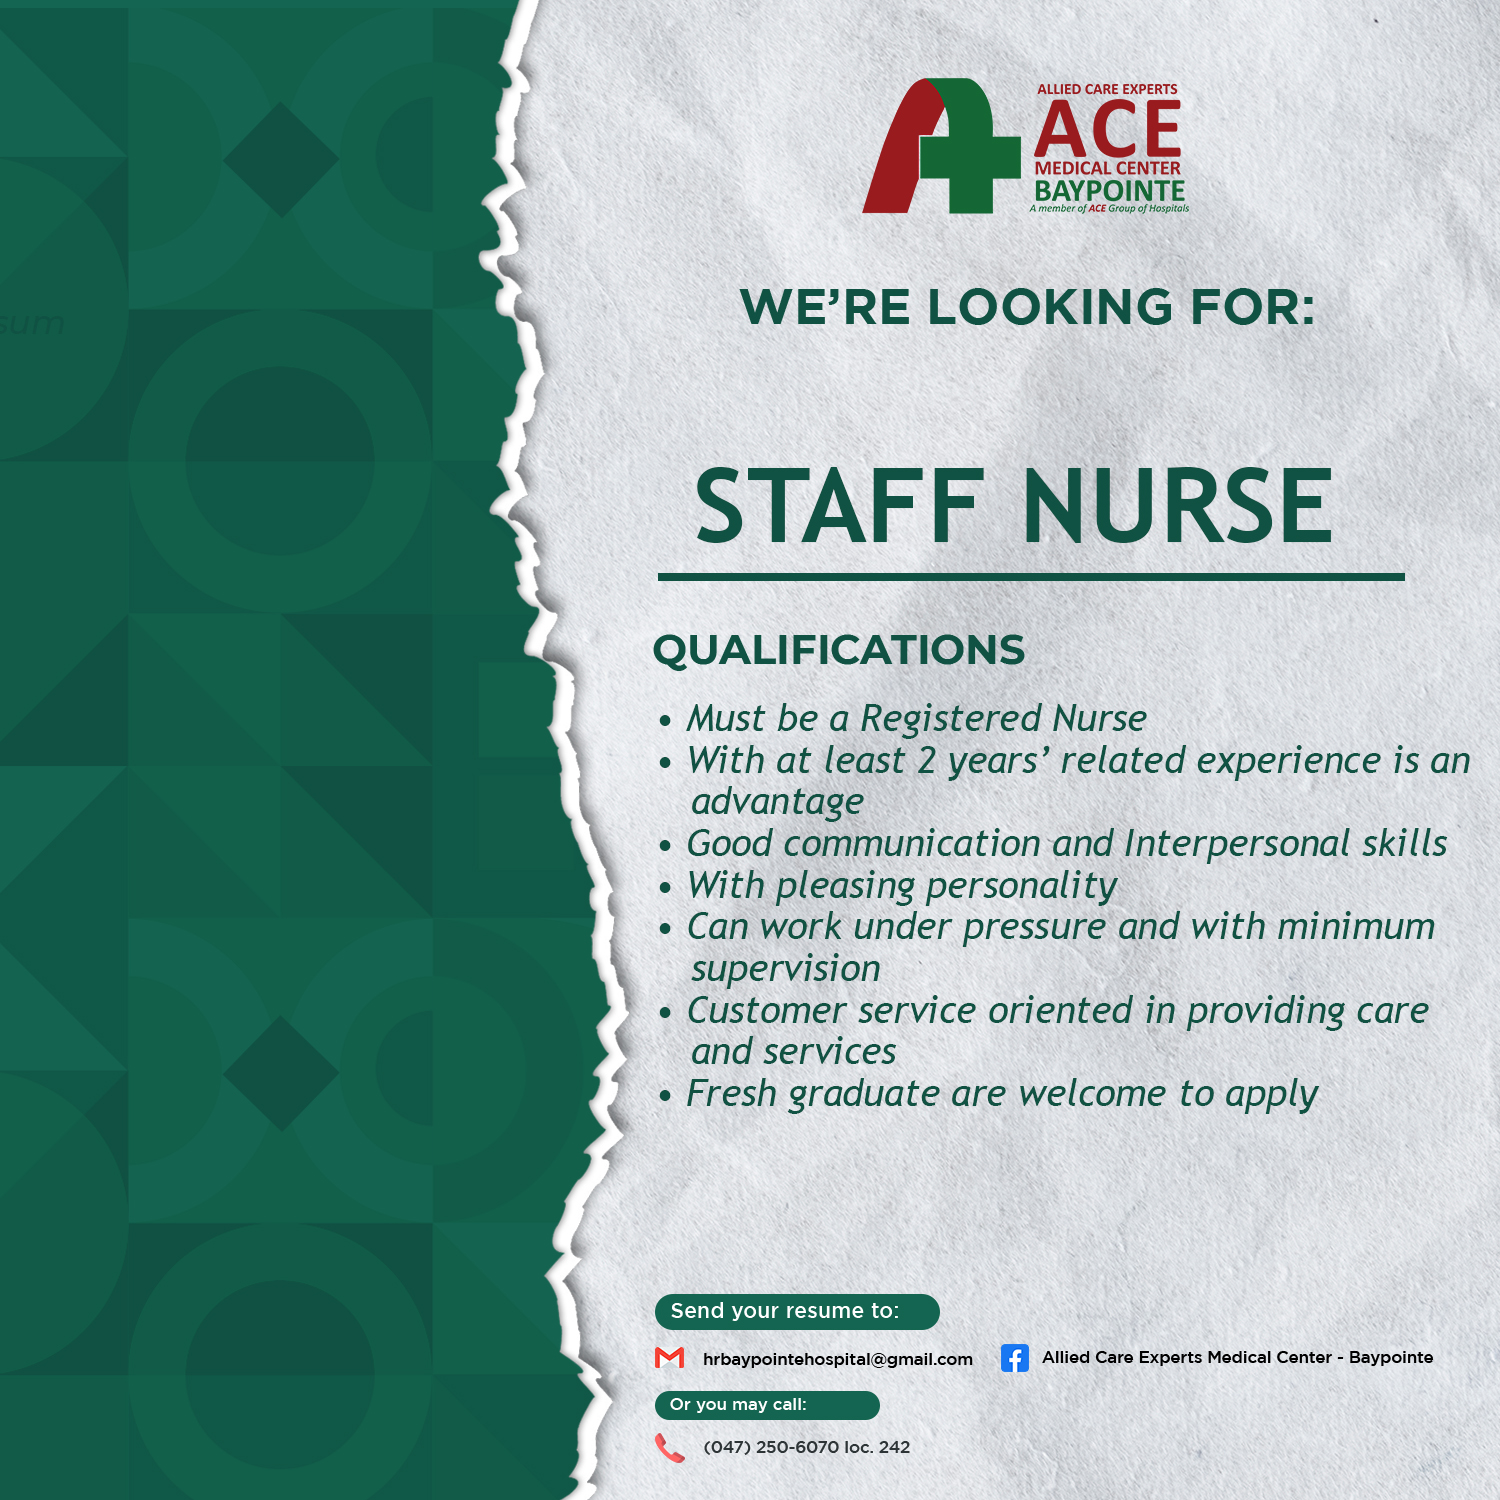 ALLIED CARE EXPERTS
ACE
MEDICAL CENTER
BAYPOINTE
A member of ACE Group of Hospitals
WE’RE LOOKING FOR:
STAFF NURSE
QUALIFICATIONS
• Must be a Registered Nurse
• With at least 2 years’ related experience is an
advantage
• Good communication and Interpersonal skills
• With pleasing personality
• Can work under pressure and with minimum
supervision
• Customer service oriented in providing care
and services
• Fresh graduate are welcome to apply
sum
Send your resume to:
hrbaypointehospital@gmail.com
Allied Care Experts Medical Center - Baypointe
Or you may call:
(047) 250-6070 loc. 242